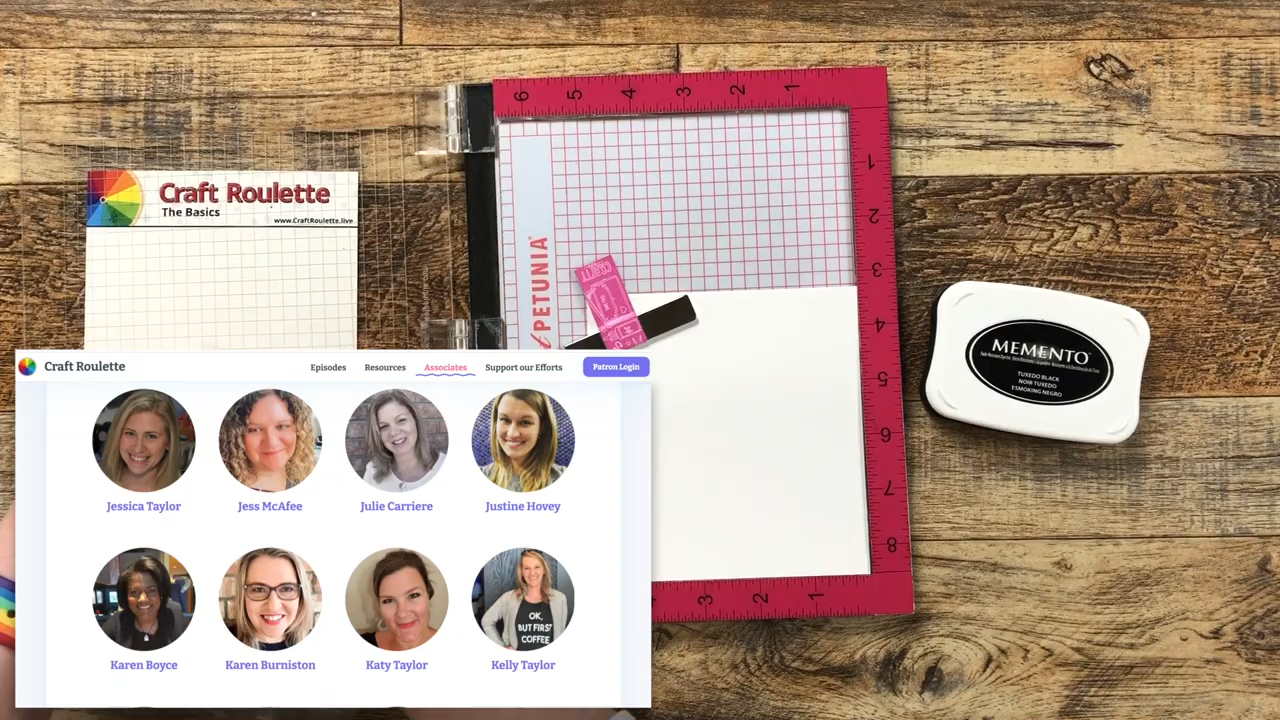 6 5 4 3 2 1
Craft Roulette
The Basics
www.CraftRoulette.live
1
2
3
4
5
6
7
8
PETUNIA
MEMENTO
TUXEDO BLACK
NOIR TUXEDO
ESMOKING NEGRO
Craft Roulette
Episodes Resources Associates Support our Efforts Patron Login
Jessica Taylor Jess McAfee Julie Carriere Justine Hovey
OK,
BUT FIRST
COFFEE
Karen Boyce Karen Burniston Katy Taylor Kelly Taylor
3 2 1